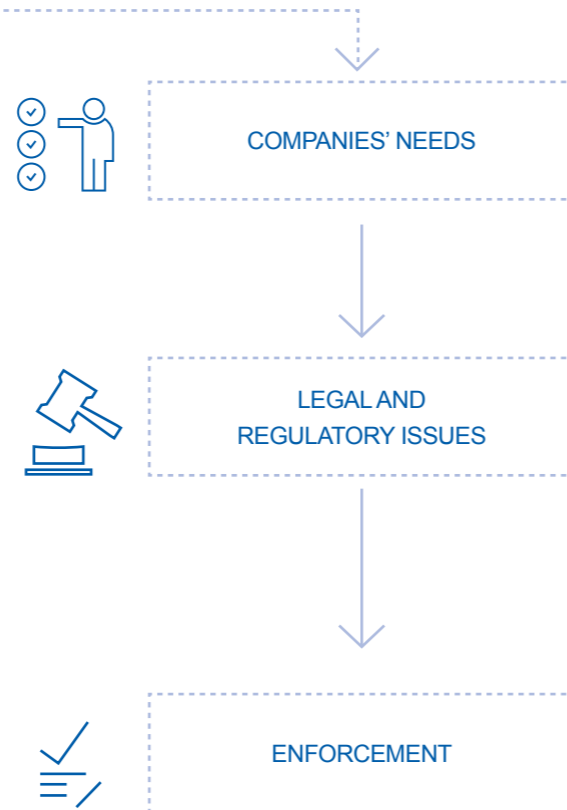 COMPANIES’ NEEDS
LEGAL AND
REGULATORY ISSUES
ENFORCEMENT